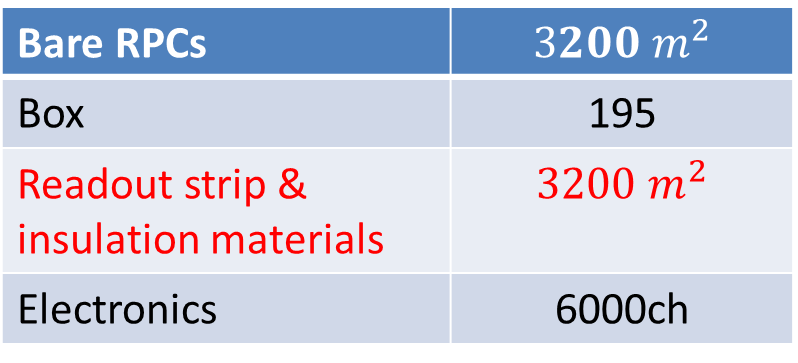 Bare RPCs 3200 m²
Box 195
Readout strip & 3200 m²
insulation materials
Electronics 6000ch